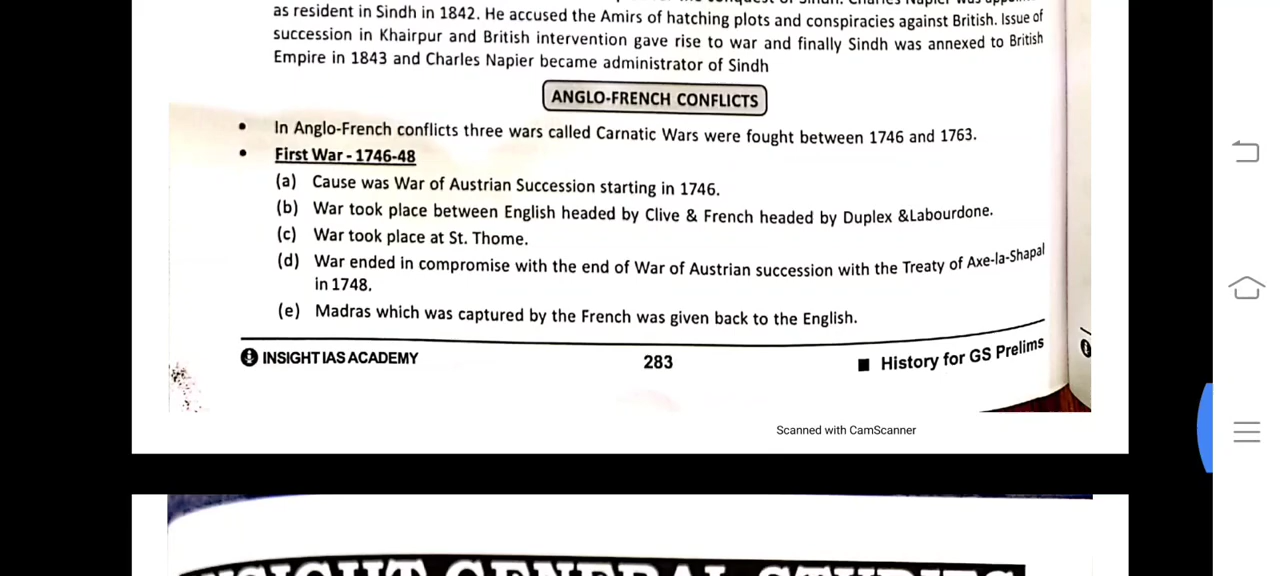 as resident in Sindh in 1842. He accused the Amirs of hatching plots and conspiracies against British. Issue of
succession in Khairpur and British intervention gave rise to war and finally Sindh was annexed to British
Empire in 1843 and Charles Napier became administrator of Sindh
ANGLO-FRENCH CONFLICTS
• In Anglo-French conflicts three wars called Carnatic Wars were fought between 1746 and 1763.
• First War - 1746-48
(a) Cause was War of Austrian Succession starting in 1746.
(b) War took place between English headed by Clive & French headed by Duplex &Labourdone.
(c) War took place at St. Thome.
(d) War ended in compromise with the end of War of Austrian succession with the Treaty of Axe-la-Shapal
in 1748.
(e) Madras which was captured by the French was given back to the English.
INSIGHT IAS ACADEMY 283 ■ History for GS Prelims
Scanned with CamScanner
INSIGHT GENERAL STUDIES